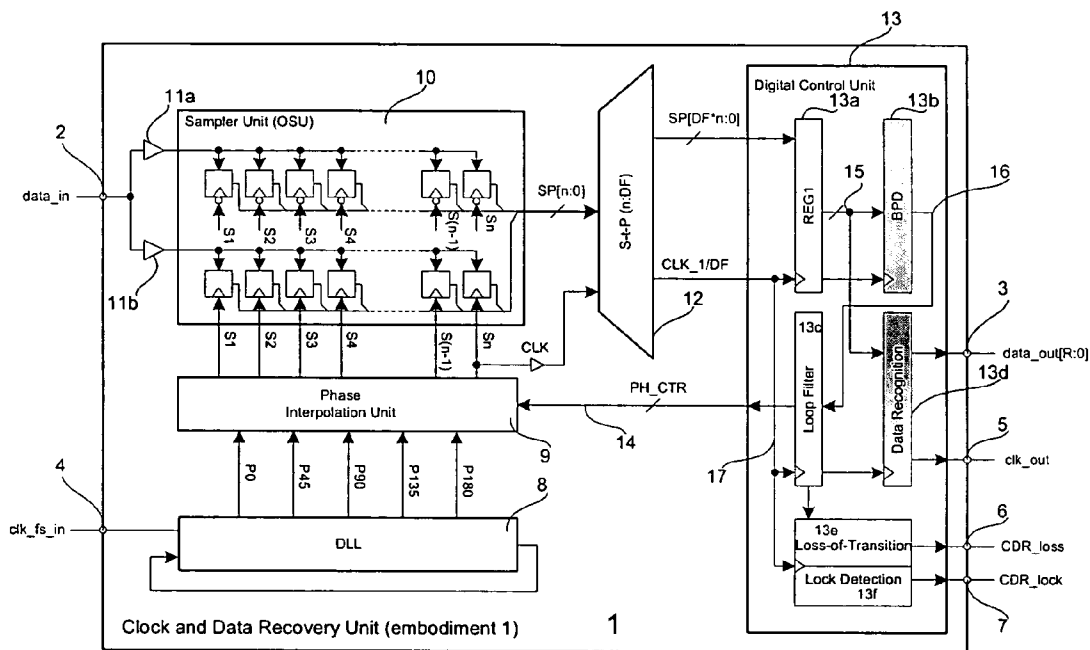 13
10
Digital Control Unit
11a
Sampler Unit (OSU)
13a
13b
SP[DF*n:0]
2
data_in
SP[n:0]
15
16
S1
S2
S3
S4
S(n-1)
Sn
S-t-P (n:DF)
REG1
BPD
11b
CLK_1/DF
12
3
S1
S2
S3
S4
S(n-1)
Sn
CLK
13c
data_out[R:0]
Phase
Interpolation Unit
PH_CTR
Loop Filter
Data Recognition
13d
14
9
17
5
clk_out
P0
P45
P90
P135
P180
4
8
6
clk_fs_in
DLL
13e
Loss-of-Transition
CDR_loss
Lock Detection
13f
CDR_lock
7
Clock and Data Recovery Unit (embodiment 1)
1